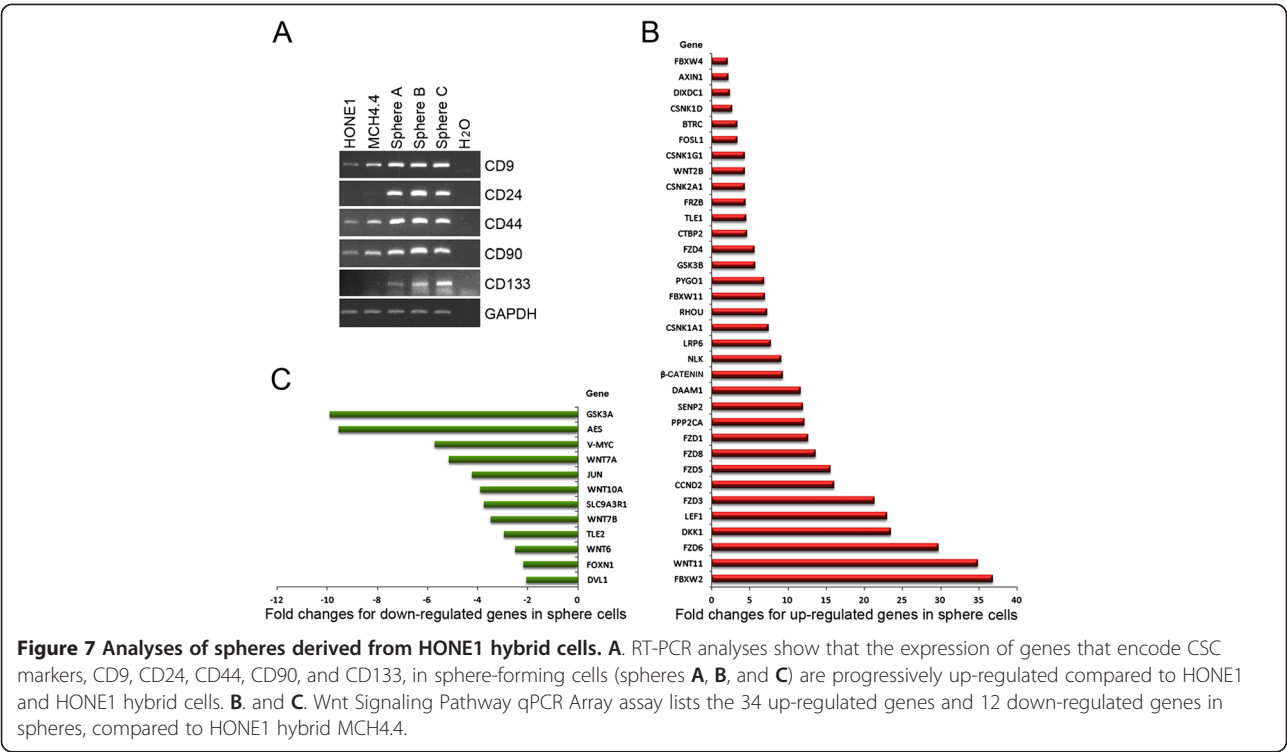 A
HONE1
MCH4.4
Sphere A
Sphere B
Sphere C
H2O
CD9
CD24
CD44
CD90
CD133
GAPDH
B
Gene
FBXW4
AXIN1
DIXDC1
CSNK1D
BTRC
FOSL1
CSNK1G1
WNT2B
CSNK2A1
FRZB
TLE1
CTBP2
FZD4
GSK3B
PYGO1
FBXW11
RHOU
CSNK1A1
LRP6
NLK
β-CATENIN
DAAM1
SENP2
PPP2CA
FZD1
FZD8
FZD5
CCND2
FZD3
LEF1
DKK1
FZD6
WNT11
FBXW2
0 5 10 15 20 25 30 35 40
Fold changes for up-regulated genes in sphere cells
C
Gene
GSK3A
AES
V-MYC
WNT7A
JUN
WNT10A
SLC9A3R1
WNT7B
TLE2
WNT6
FOXN1
DVL1
-12 -10 -8 -6 -4 -2 0
Fold changes for down-regulated genes in sphere cells
Figure 7 Analyses of spheres derived from HONE1 hybrid cells. A. RT-PCR analyses show that the expression of genes that encode CSC
markers, CD9, CD24, CD44, CD90, and CD133, in sphere-forming cells (spheres A, B, and C) are progressively up-regulated compared to HONE1
and HONE1 hybrid cells. B. and C. Wnt Signaling Pathway qPCR Array assay lists the 34 up-regulated genes and 12 down-regulated genes in
spheres, compared to HONE1 hybrid MCH4.4.